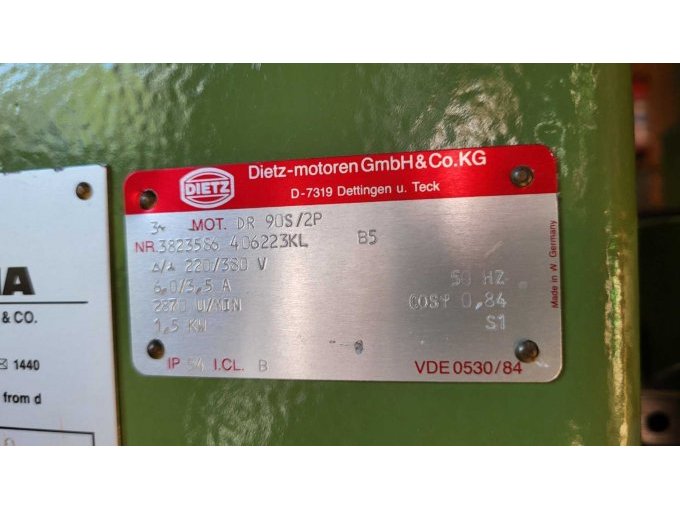 DIETZ
Dietz-motoren GmbH & Co.KG
D-7319 Dettingen u. Teck
3~ MOT. DR 90S/2P
NR. 3823586 406223KL B5
△/⅄ 220/380 V 50 HZ
6,0/3,5 A COSφ 0,84
2870 U/MIN S1
1,5 KW
IP 54 I.CL. B VDE 0530/84
Made in W. Germany
& CO.
1440
from d